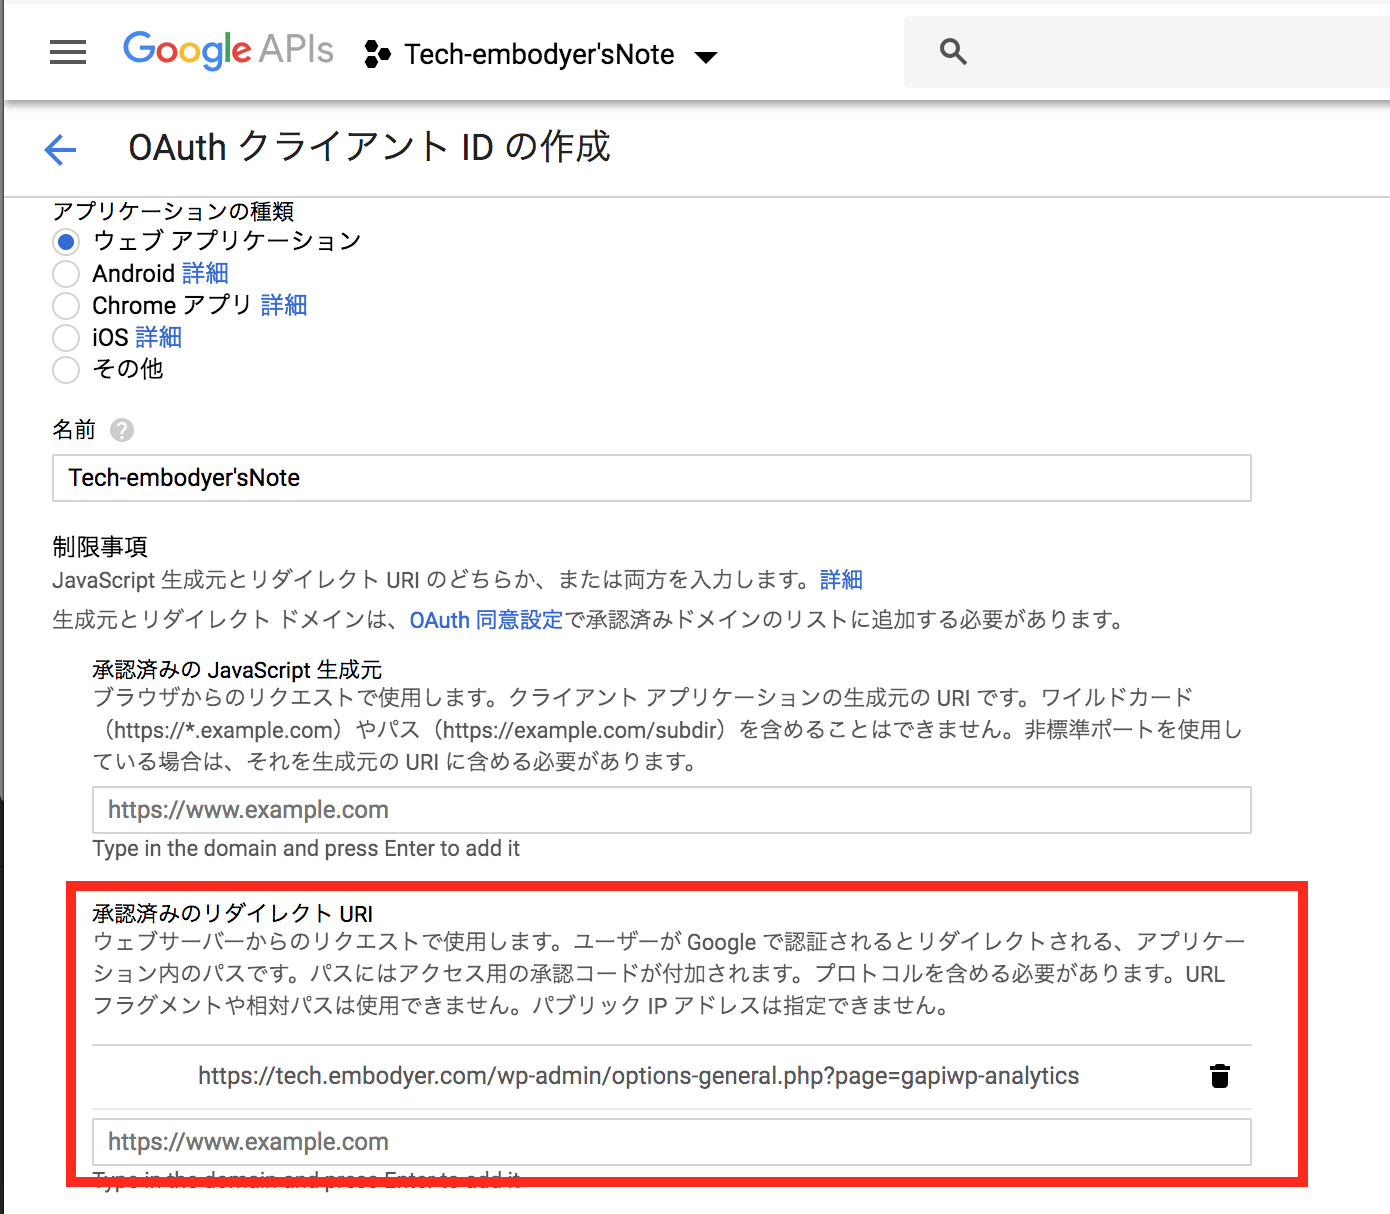 Google APIs Tech-embodyer'sNote
OAuth クライアント ID の作成
アプリケーションの種類
ウェブ アプリケーション
Android 詳細
Chrome アプリ 詳細
iOS 詳細
その他
名前 ?
Tech-embodyer'sNote
制限事項
JavaScript 生成元とリダイレクト URI のどちらか、または両方を入力します。詳細
生成元とリダイレクト ドメインは、OAuth 同意設定で承認済みドメインのリストに追加する必要があります。
承認済みの JavaScript 生成元
ブラウザからのリクエストで使用します。クライアント アプリケーションの生成元の URI です。ワイルドカード
（https://*.example.com）やパス（https://example.com/subdir）を含めることはできません。非標準ポートを使用し
ている場合は、それを生成元の URI に含める必要があります。
https://www.example.com
Type in the domain and press Enter to add it
承認済みのリダイレクト URI
ウェブサーバーからのリクエストで使用します。ユーザーが Google で認証されるとリダイレクトされる、アプリケー
ション内のパスです。パスにはアクセス用の承認コードが付加されます。プロトコルを含める必要があります。URL
フラグメントや相対パスは使用できません。パブリック IP アドレスは指定できません。
https://tech.embodyer.com/wp-admin/options-general.php?page=gapiwp-analytics
https://www.example.com
Type in the domain and press Enter to add it